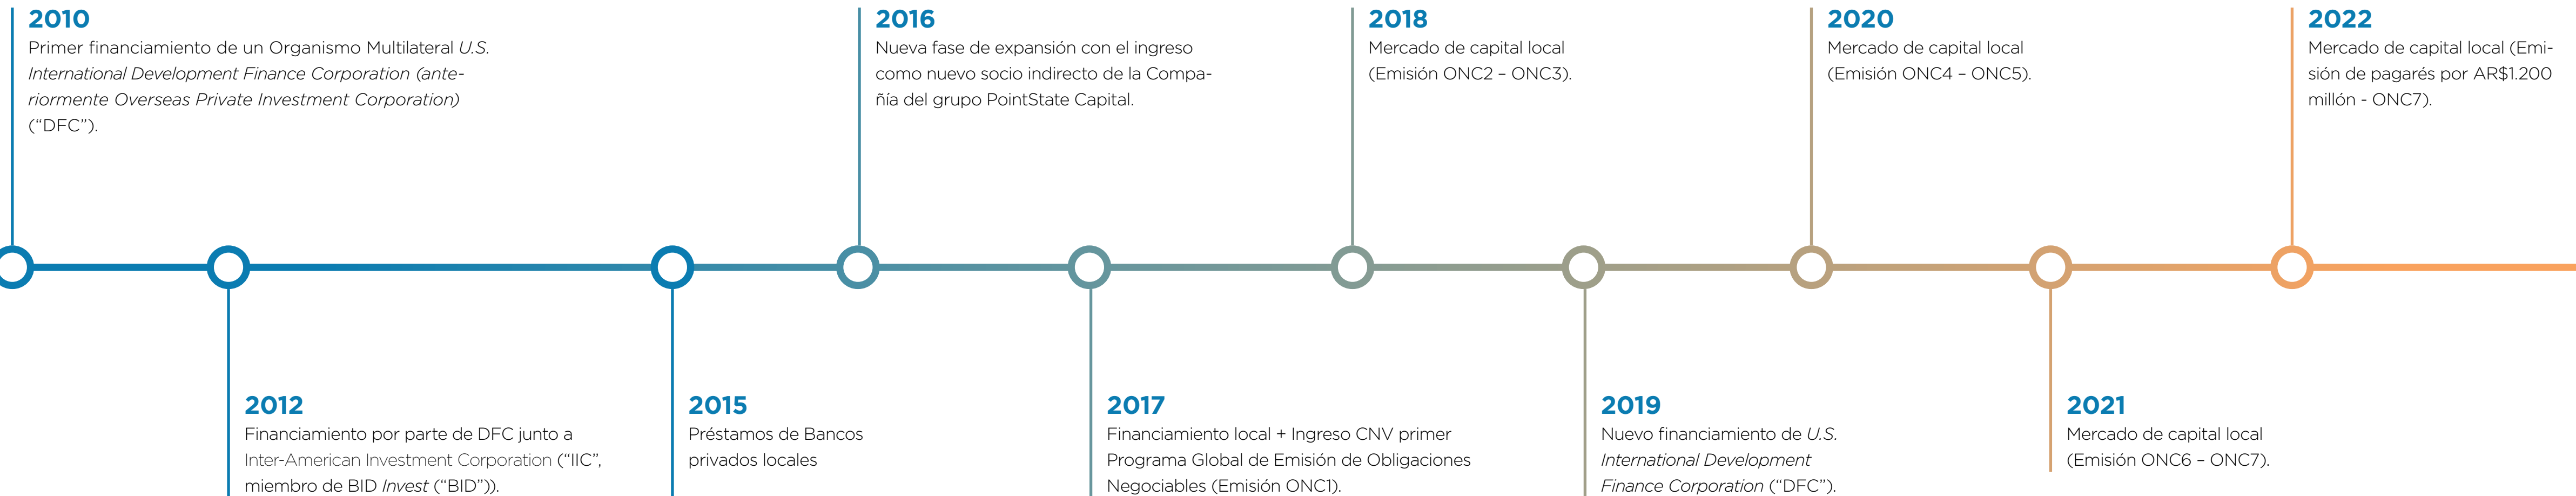 2010
Primer financiamiento de un Organismo Multilateral U.S.
International Development Finance Corporation (ante-
riormente Overseas Private Investment Corporation)
(“DFC”).
2016
Nueva fase de expansión con el ingreso
como nuevo socio indirecto de la Compa-
ñía del grupo PointState Capital.
2018
Mercado de capital local
(Emisión ONC2 – ONC3).
2020
Mercado de capital local
(Emisión ONC4 – ONC5).
2022
Mercado de capital local (Emi-
sión de pagarés por AR$1.200
millón - ONC7).
2012
Financiamiento por parte de DFC junto a
Inter-American Investment Corporation (“IIC”,
miembro de BID Invest (“BID”)).
2015
Préstamos de Bancos
privados locales
2017
Financiamiento local + Ingreso CNV primer
Programa Global de Emisión de Obligaciones
Negociables (Emisión ONC1).
2019
Nuevo financiamiento de U.S.
International Development
Finance Corporation (“DFC”).
2021
Mercado de capital local
(Emisión ONC6 – ONC7).